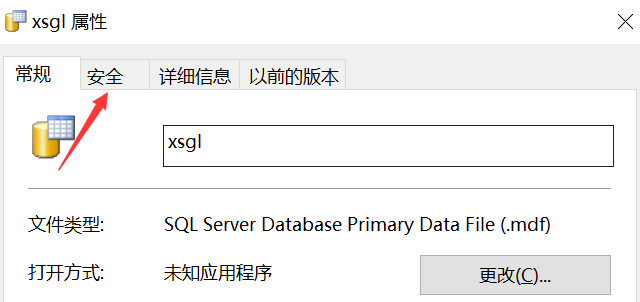 xsgl 属性
常规 安全 详细信息 以前的版本
xsgl
文件类型: SQL Server Database Primary Data File (.mdf)
打开方式: 未知应用程序 更改(C)...